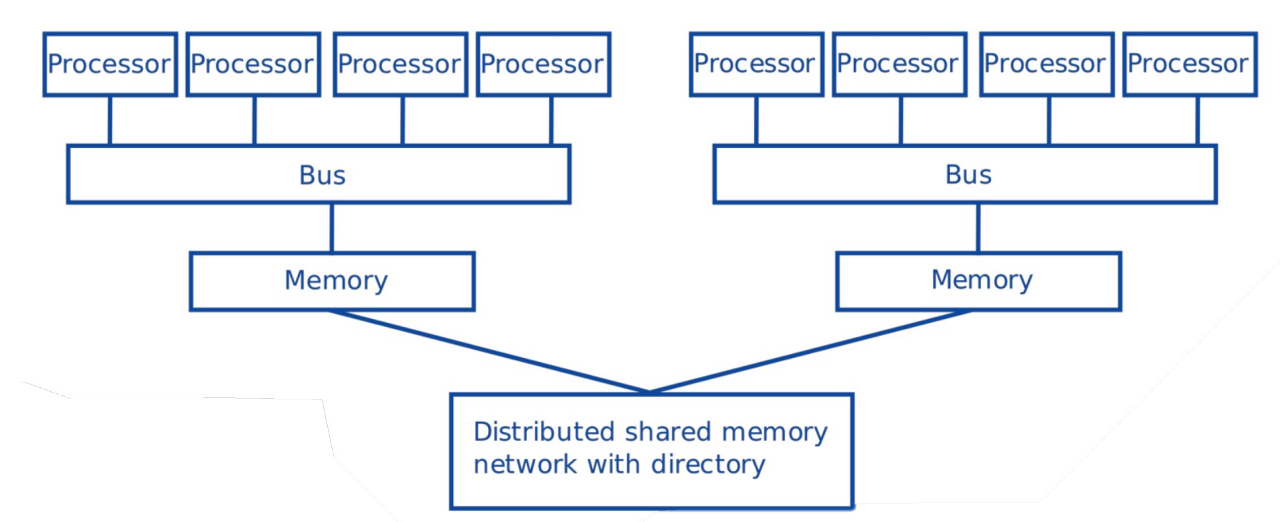 Processor Processor Processor Processor Processor Processor Processor Processor
Bus Bus
Memory Memory
Distributed shared memory
network with directory